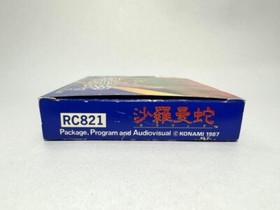 RC821
沙羅曼蛇
Package, Program and Audiovisual © KONAMI 1987